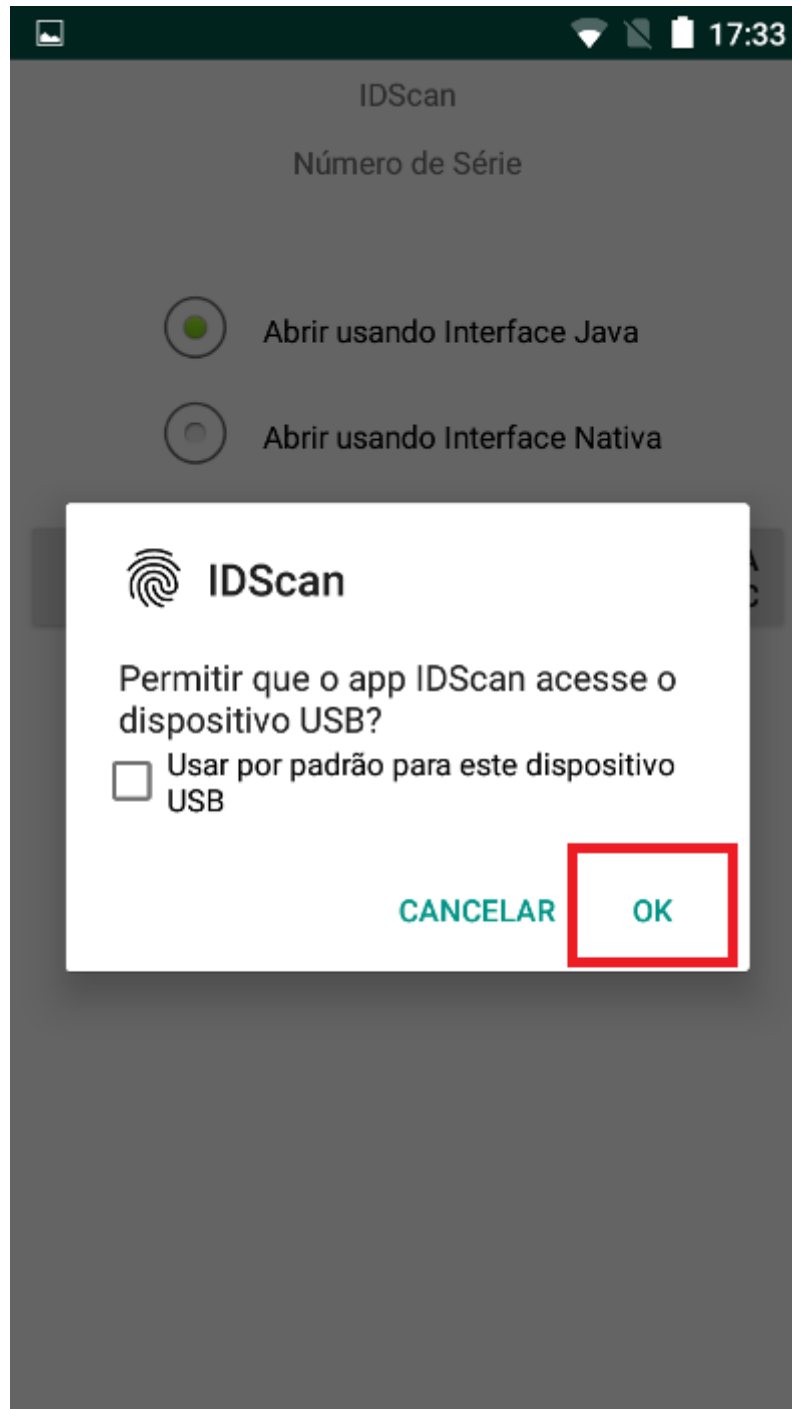 17:33
IDScan
Número de Série
Abrir usando Interface Java
Abrir usando Interface Nativa
IDScan
Permitir que o app IDScan acesse o
dispositivo USB?
Usar por padrão para este dispositivo
USB
CANCELAR OK